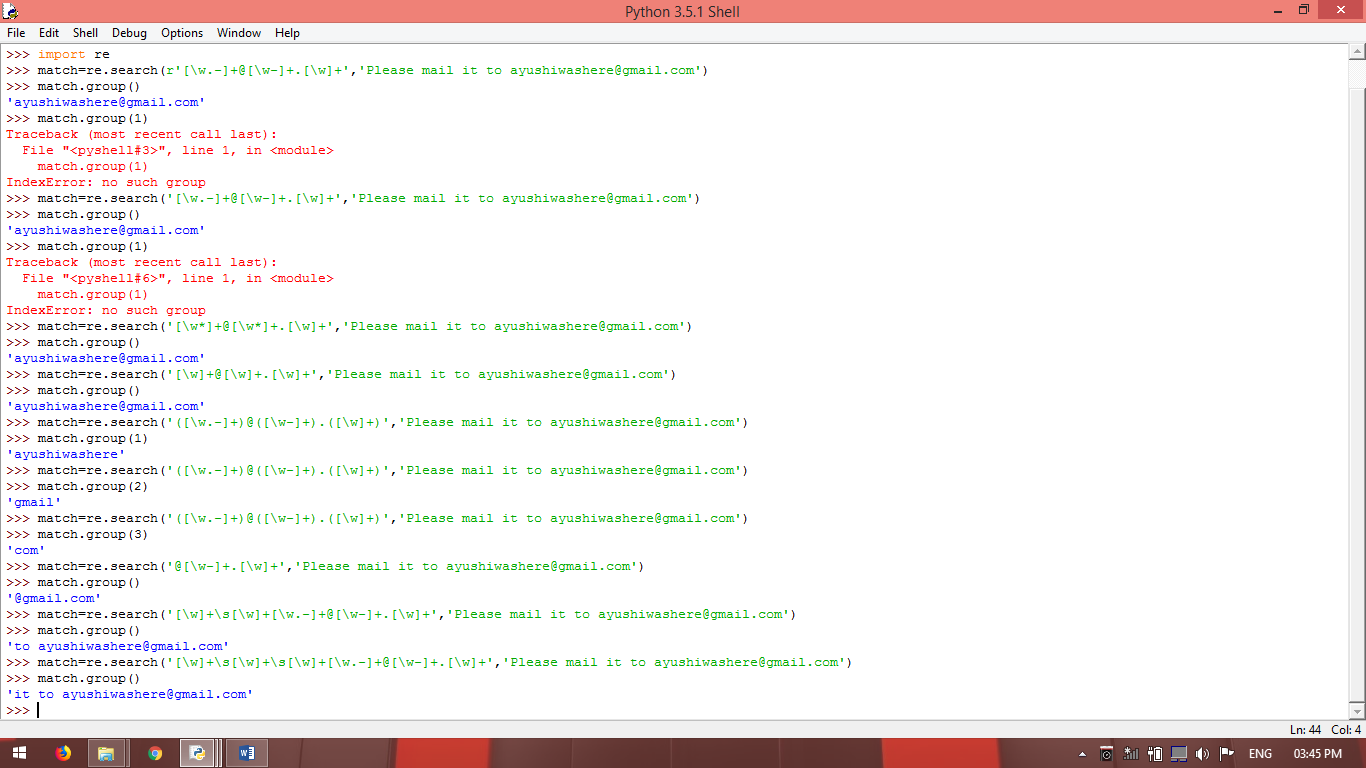 Python 3.5.1 Shell
File Edit Shell Debug Options Window Help
>>> import re
>>> match=re.search(r'[\w.-]+@[\w-]+.[\w]+','Please mail it to ayushiwashere@gmail.com')
>>> match.group()
'ayushiwashere@gmail.com'
>>> match.group(1)
Traceback (most recent call last):
  File "<pyshell#3>", line 1, in <module>
    match.group(1)
IndexError: no such group
>>> match=re.search('[\w.-]+@[\w-]+.[\w]+','Please mail it to ayushiwashere@gmail.com')
>>> match.group()
'ayushiwashere@gmail.com'
>>> match.group(1)
Traceback (most recent call last):
  File "<pyshell#6>", line 1, in <module>
    match.group(1)
IndexError: no such group
>>> match=re.search('[\w*]+@[\w*]+.[\w]+','Please mail it to ayushiwashere@gmail.com')
>>> match.group()
'ayushiwashere@gmail.com'
>>> match=re.search('[\w]+@[\w]+.[\w]+','Please mail it to ayushiwashere@gmail.com')
>>> match.group()
'ayushiwashere@gmail.com'
>>> match=re.search('([\w.-]+)@([\w-]+).([\w]+)','Please mail it to ayushiwashere@gmail.com')
>>> match.group(1)
'ayushiwashere'
>>> match=re.search('([\w.-]+)@([\w-]+).([\w]+)','Please mail it to ayushiwashere@gmail.com')
>>> match.group(2)
'gmail'
>>> match=re.search('([\w.-]+)@([\w-]+).([\w]+)','Please mail it to ayushiwashere@gmail.com')
>>> match.group(3)
'com'
>>> match=re.search('@[\w-]+.[\w]+','Please mail it to ayushiwashere@gmail.com')
>>> match.group()
'@gmail.com'
>>> match=re.search('[\w]+\s[\w]+[\w.-]+@[\w-]+.[\w]+','Please mail it to ayushiwashere@gmail.com')
>>> match.group()
'to ayushiwashere@gmail.com'
>>> match=re.search('[\w]+\s[\w]+\s[\w]+[\w.-]+@[\w-]+.[\w]+','Please mail it to ayushiwashere@gmail.com')
>>> match.group()
'it to ayushiwashere@gmail.com'
>>>
Ln: 44 Col: 4
ENG 03:45 PM